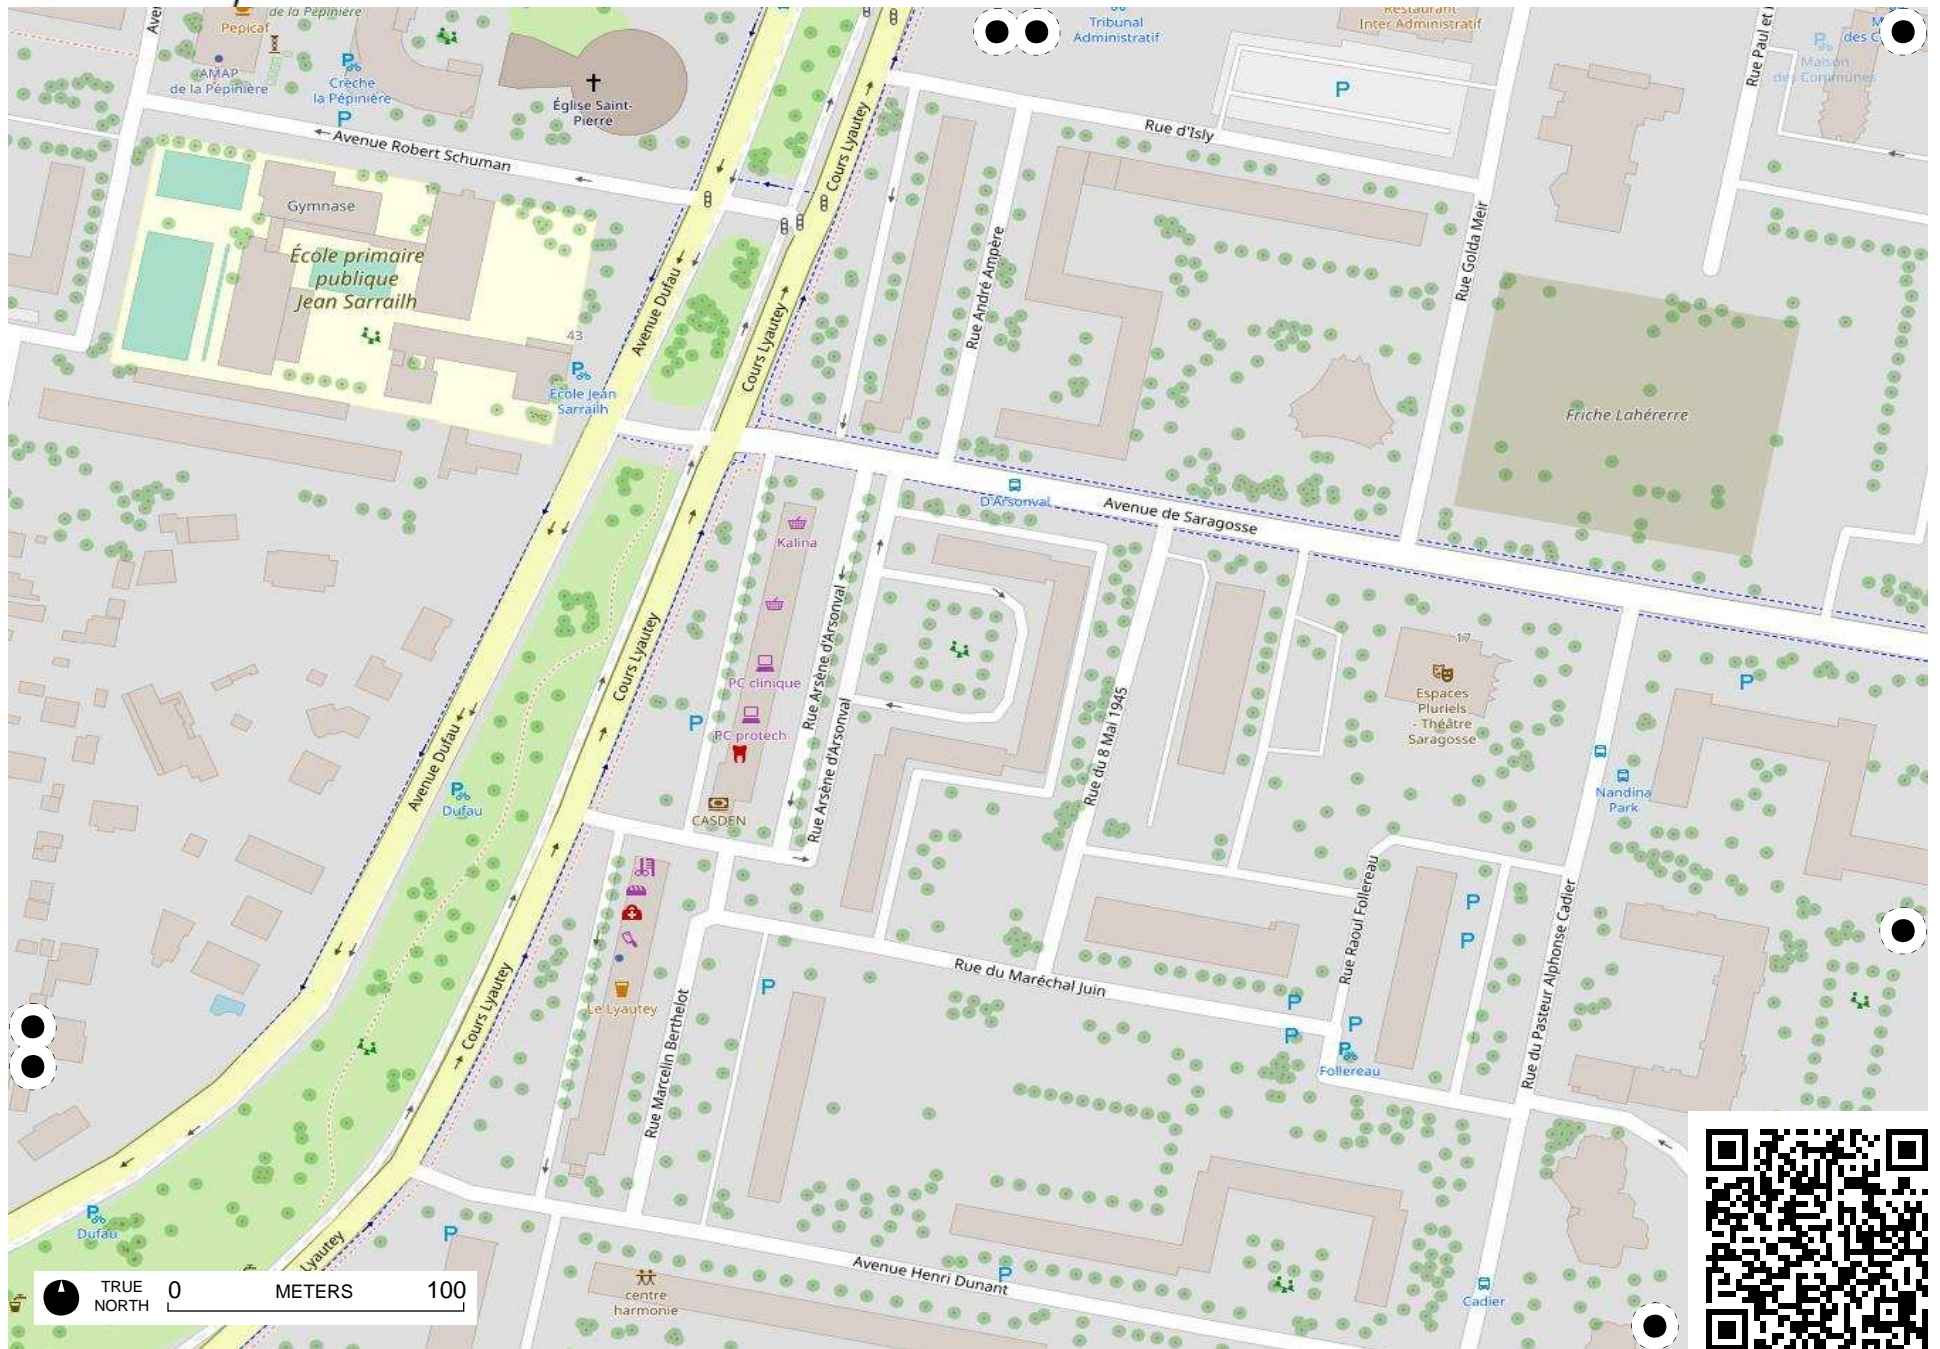 de la Pépinière
Pepicaf
AMAP
de la Pépinière
Crèche
la Pépinière
P
Église Saint-
Pierre
Tribunal
Administratif
Restaurant
Inter Administratif
P
Rue Paul et
Maison
des Communes
des C
Avenue Robert Schuman
Cours Lyautey
Rue d'Isly
Gymnase
École primaire
publique
Jean Sarrailh
43
École Jean
Sarrailh
Avenue Dufau
Cours Lyautey
Rue André Ampère
Rue Golda Meir
Friche Lahérerre
D'Arsonval
Avenue de Saragosse
Kalina
PC clinique
PC protech
P
CASDEN
Rue Arsène d'Arsonval
Rue Arsène d'Arsonval
Cours Lyautey
Avenue Dufau
Dufau
Rue du 8 Mai 1945
17
Espaces
Pluriels
- Théâtre
Saragosse
P
Nandina
Park
Rue Raoul Follereau
P
P
Rue du Pasteur Alphonse Cadier
Le Lyautey
Cours Lyautey
Rue Marcelin Berthelot
P
Rue du Maréchal Juin
P
P
P
Follereau
Dufau
P
Lyautey
centre
harmonie
Avenue Henri Dunant
P
Cadier
TRUE
NORTH
0 METERS 100